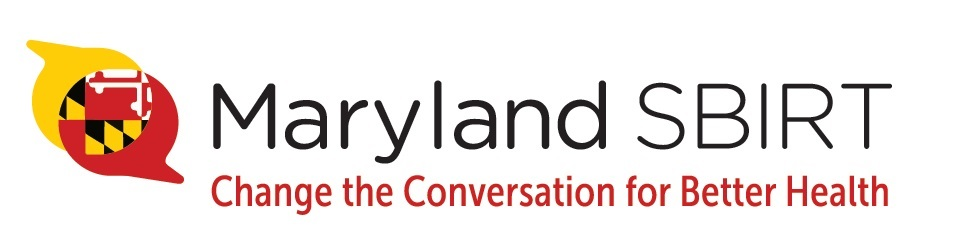 Maryland SBIRT
Change the Conversation for Better Health